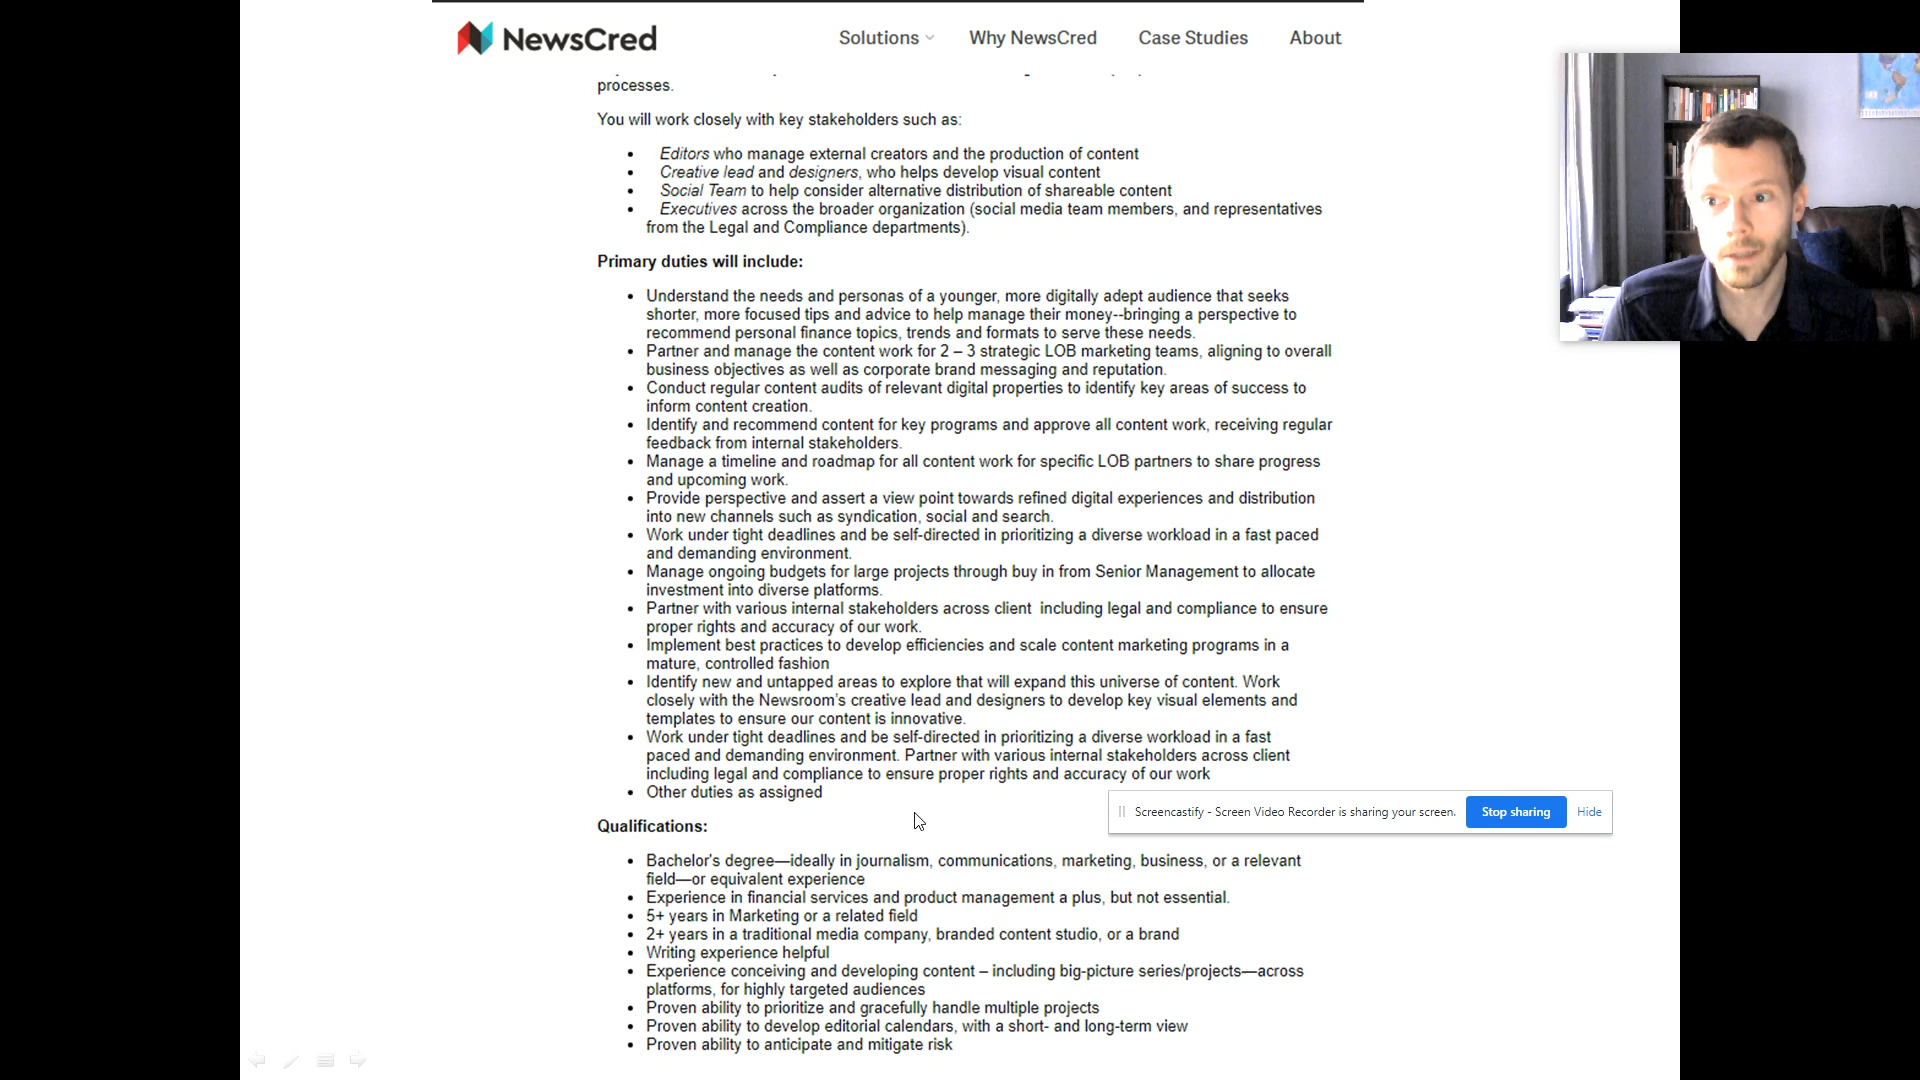 NewsCred
Solutions
Why NewsCred
Case Studies
About
processes.
You will work closely with key stakeholders such as:
• Editors who manage external creators and the production of content
• Creative lead and designers, who helps develop visual content
• Social Team to help consider alternative distribution of shareable content
• Executives across the broader organization (social media team members, and representatives
from the Legal and Compliance departments).
Primary duties will include:
• Understand the needs and personas of a younger, more digitally adept audience that seeks
shorter, more focused tips and advice to help manage their money--bringing a perspective to
recommend personal finance topics, trends and formats to serve these needs.
• Partner and manage the content work for 2 – 3 strategic LOB marketing teams, aligning to overall
business objectives as well as corporate brand messaging and reputation.
• Conduct regular content audits of relevant digital properties to identify key areas of success to
inform content creation.
• Identify and recommend content for key programs and approve all content work, receiving regular
feedback from internal stakeholders.
• Manage a timeline and roadmap for all content work for specific LOB partners to share progress
and upcoming work.
• Provide perspective and assert a view point towards refined digital experiences and distribution
into new channels such as syndication, social and search.
• Work under tight deadlines and be self-directed in prioritizing a diverse workload in a fast paced
and demanding environment.
• Manage ongoing budgets for large projects through buy in from Senior Management to allocate
investment into diverse platforms.
• Partner with various internal stakeholders across client including legal and compliance to ensure
proper rights and accuracy of our work.
• Implement best practices to develop efficiencies and scale content marketing programs in a
mature, controlled fashion
• Identify new and untapped areas to explore that will expand this universe of content. Work
closely with the Newsroom's creative lead and designers to develop key visual elements and
templates to ensure our content is innovative.
• Work under tight deadlines and be self-directed in prioritizing a diverse workload in a fast
paced and demanding environment. Partner with various internal stakeholders across client
including legal and compliance to ensure proper rights and accuracy of our work
• Other duties as assigned
Screencastify - Screen Video Recorder is sharing your screen.
Stop sharing
Hide
Qualifications:
• Bachelor's degree—ideally in journalism, communications, marketing, business, or a relevant
field—or equivalent experience
• Experience in financial services and product management a plus, but not essential.
• 5+ years in Marketing or a related field
• 2+ years in a traditional media company, branded content studio, or a brand
• Writing experience helpful
• Experience conceiving and developing content – including big-picture series/projects—across
platforms, for highly targeted audiences
• Proven ability to prioritize and gracefully handle multiple projects
• Proven ability to develop editorial calendars, with a short- and long-term view
• Proven ability to anticipate and mitigate risk